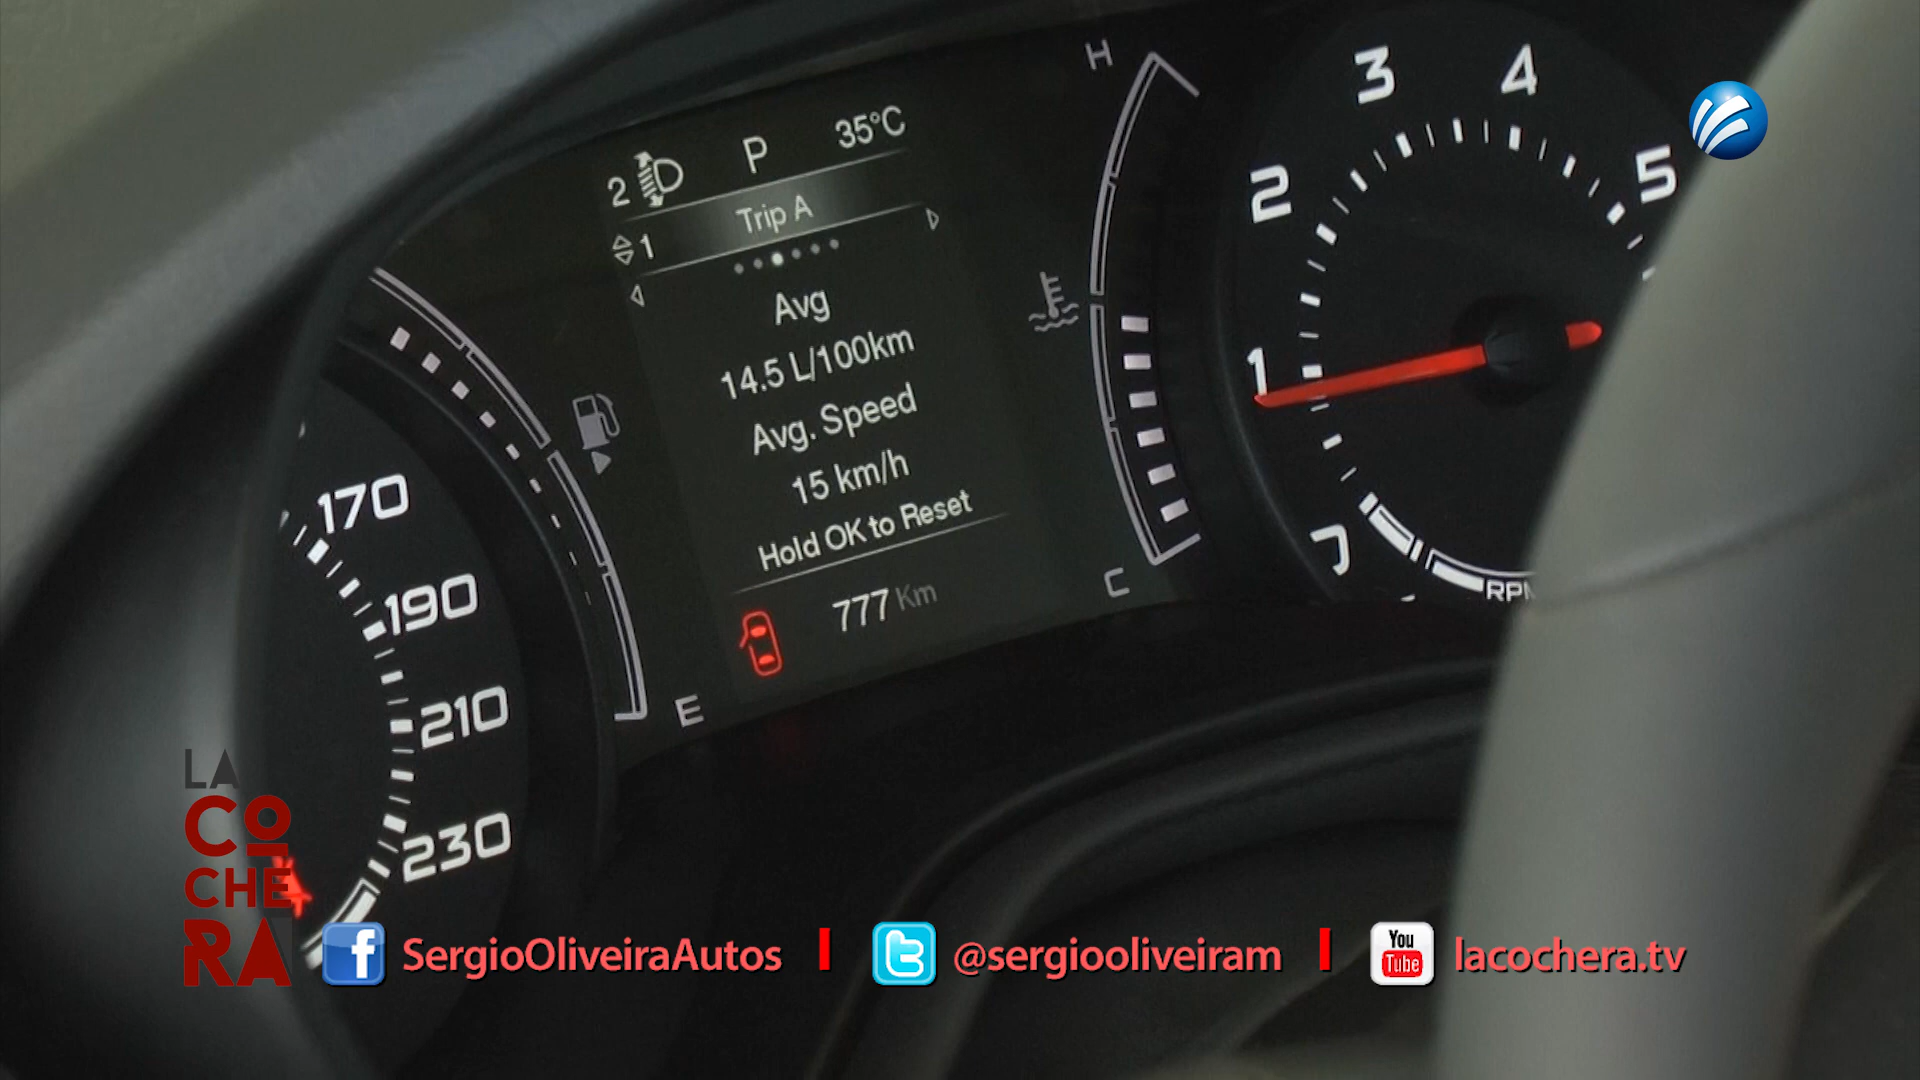 H
3
4
2 P 35°C
5
2
1 Trip A
Avg
14.5 L/100km
1
Avg. Speed
15 km/h
170
Hold OK to Reset
7
C
RPM
777 Km
190
E
210
230
LA
CO
CHE
RA
SergioOliveiraAutos
@sergiooliveiram
You
Tube
lacochera.tv